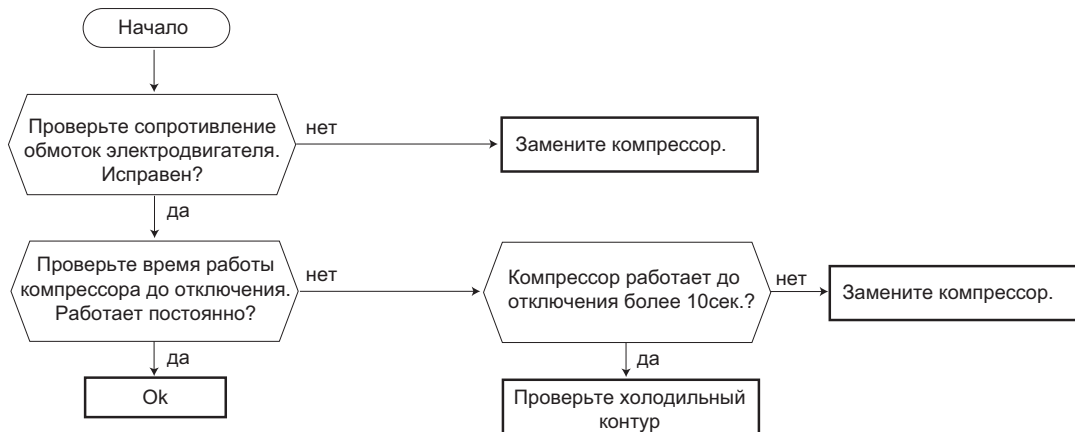 Начало
Проверьте сопротивление
обмоток электродвигателя.
Исправен?
нет
Замените компрессор.
да
Проверьте время работы
компрессора до отключения.
Работает постоянно?
нет
Компрессор работает до
отключения более 10сек.?
нет
Замените компрессор.
да
Ok
да
Проверьте холодильный
контур